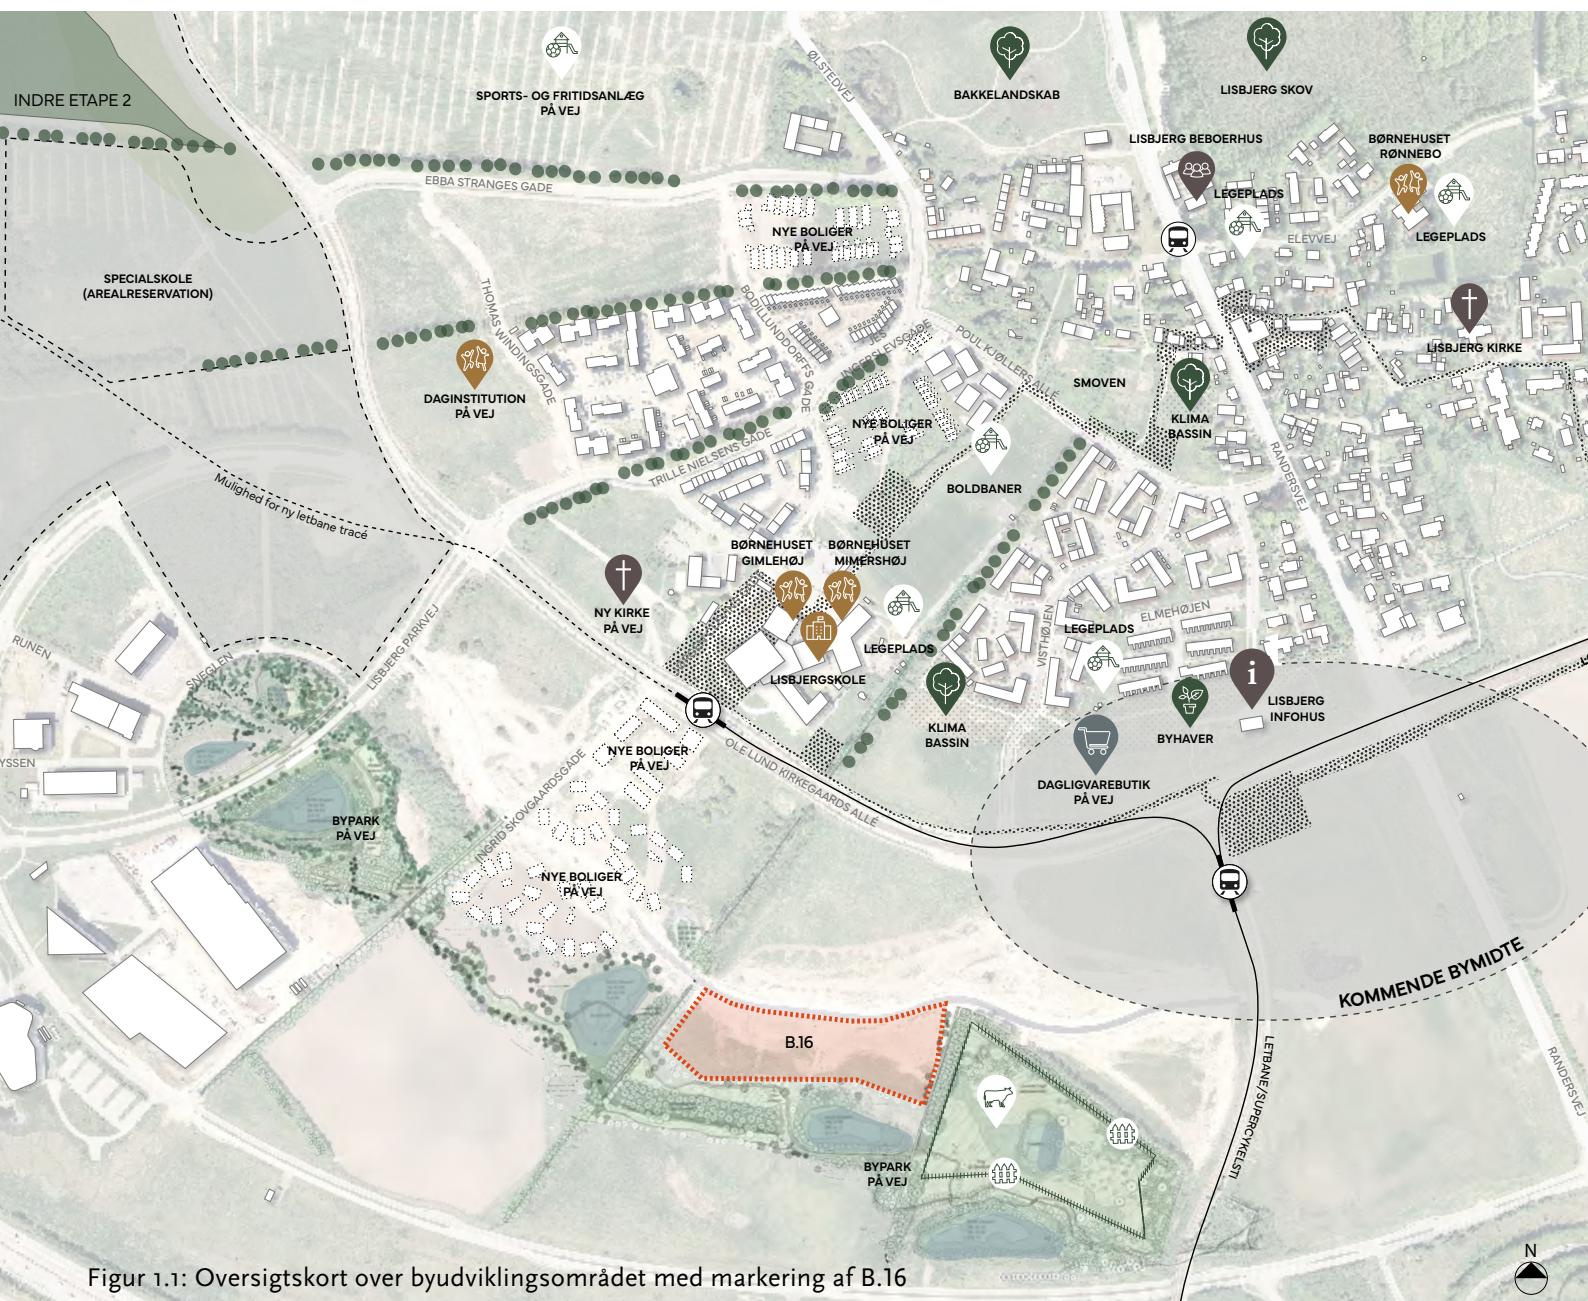 INDRE ETAPE 2
SPORTS- OG FRITIDSANLÆG
PÅ VEJ
ØLSTEDVEJ
BAKKELANDSKAB
LISBJERG SKOV
LISBJERG BEBOERHUS
BØRNEHUSET
RØNNEBO
LEGEPLADS
LEGEPLADS
ELEVVEJ
EBBA STRANGES GADE
NYE BOLIGER
PÅ VEJ
SPECIALSKOLE
(AREALRESERVATION)
THOMAS WINDINGSGADE
BODIL UNDDORFFS GADE
JES
INGERSLEVSGADE
POUL KJØLLERS ALLÉ
SMOVEN
LISBJERG KIRKE
DAGINSTITUTION
PÅ VEJ
KLIMA
BASSIN
NYE BOLIGER
PÅ VEJ
TRILLE NIELSENS GADE
BOLDBANER
RANDERSVEJ
Mulighed for ny letbane tracé
BØRNEHUSET
GIMLEHØJ
BØRNEHUSET
MIMERSHØJ
NY KIRKE
PÅ VEJ
LEGEPLADS
LISBJERGSKOLE
VISTHØJEN
ELMEHØJEN
LEGEPLADS
RUNEN
SNEGLEN
LISBJERG PARKVEJ
KLIMA
BASSIN
BYHAVER
i
LISBJERG
INFOHUS
YSSEN
NYE BOLIGER
PÅ VEJ
OLE LUND KIRKEGAARDS ALLÉ
DAGLIGVAREBUTIK
PÅ VEJ
BYPARK
PÅ VEJ
INGRID SKOVGAARDSGADE
NYE BOLIGER
PÅ VEJ
KOMMENDE BYMIDTE
B.16
LETBANE/SUPERCYKELSTI
RANDERSVEJ
BYPARK
PÅ VEJ
N
Figur 1.1: Oversigtskort over byudviklingsområdet med markering af B.16